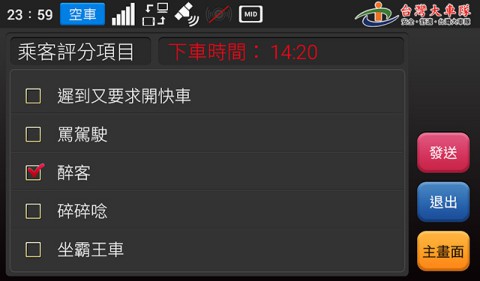 23:59 空車 MID 台灣大車隊
安全·舒適·台灣大車隊
乘客評分項目 下車時間： 14:20
遲到又要求開快車
罵駕駛
醉客
碎碎唸
坐霸王車
發送
退出
主畫面